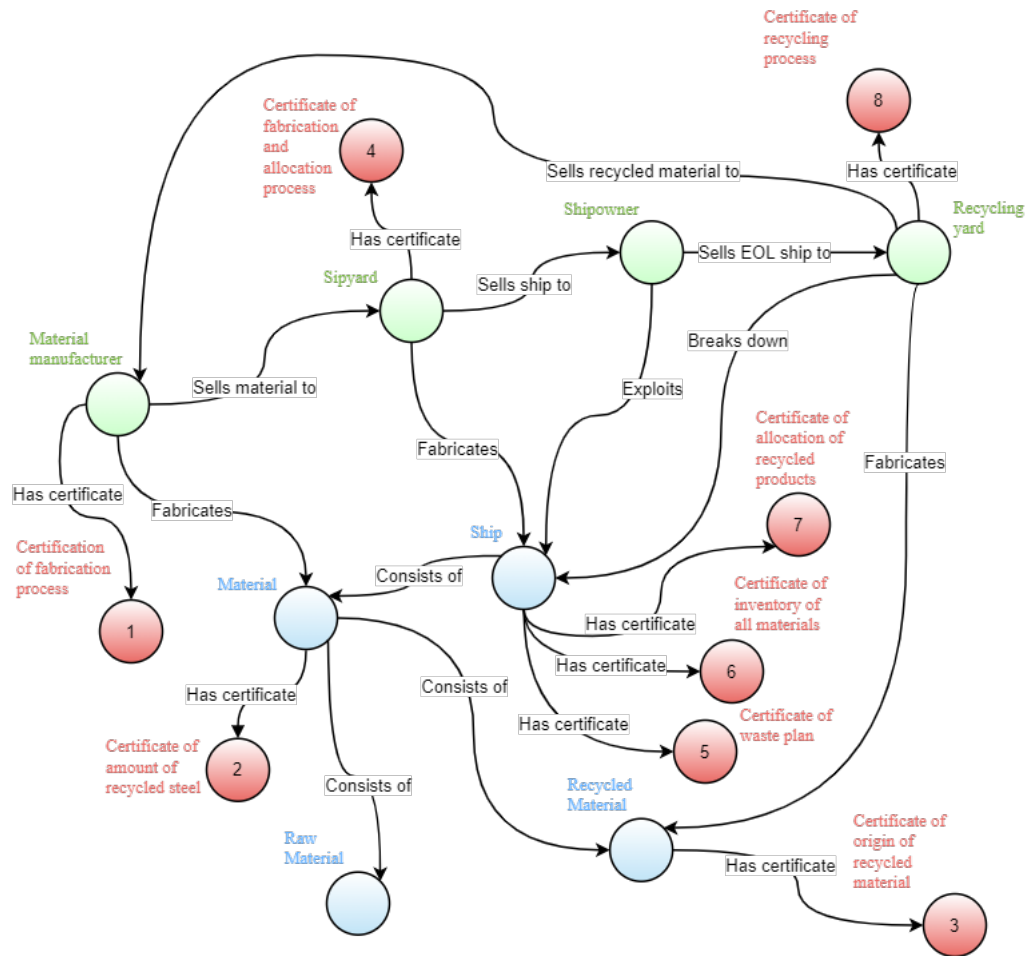 Certificate of
recycling
process
8
Certificate of
fabrication
and
allocation
process
4
Sells recycled material to
Has certificate
Shipowner
Recycling
yard
Has certificate
Sipyard
Sells ship to
Sells EOL ship to
Material
manufacturer
Sells material to
Breaks down
Exploits
Certificate of
allocation of
recycled
products
Fabricates
Fabricates
Has certificate
Fabricates
7
Certification
of fabrication
process
1
Ship
Consists of
Material
Has certificate
Certificate of
inventory of
all materials
Has certificate
6
Has certificate
Consists of
Has certificate
5
Certificate of
waste plan
Certificate of
amount of
recycled steel
2
Consists of
Recycled
Material
Raw
Material
Has certificate
Certificate of
origin of
recycled
material
3